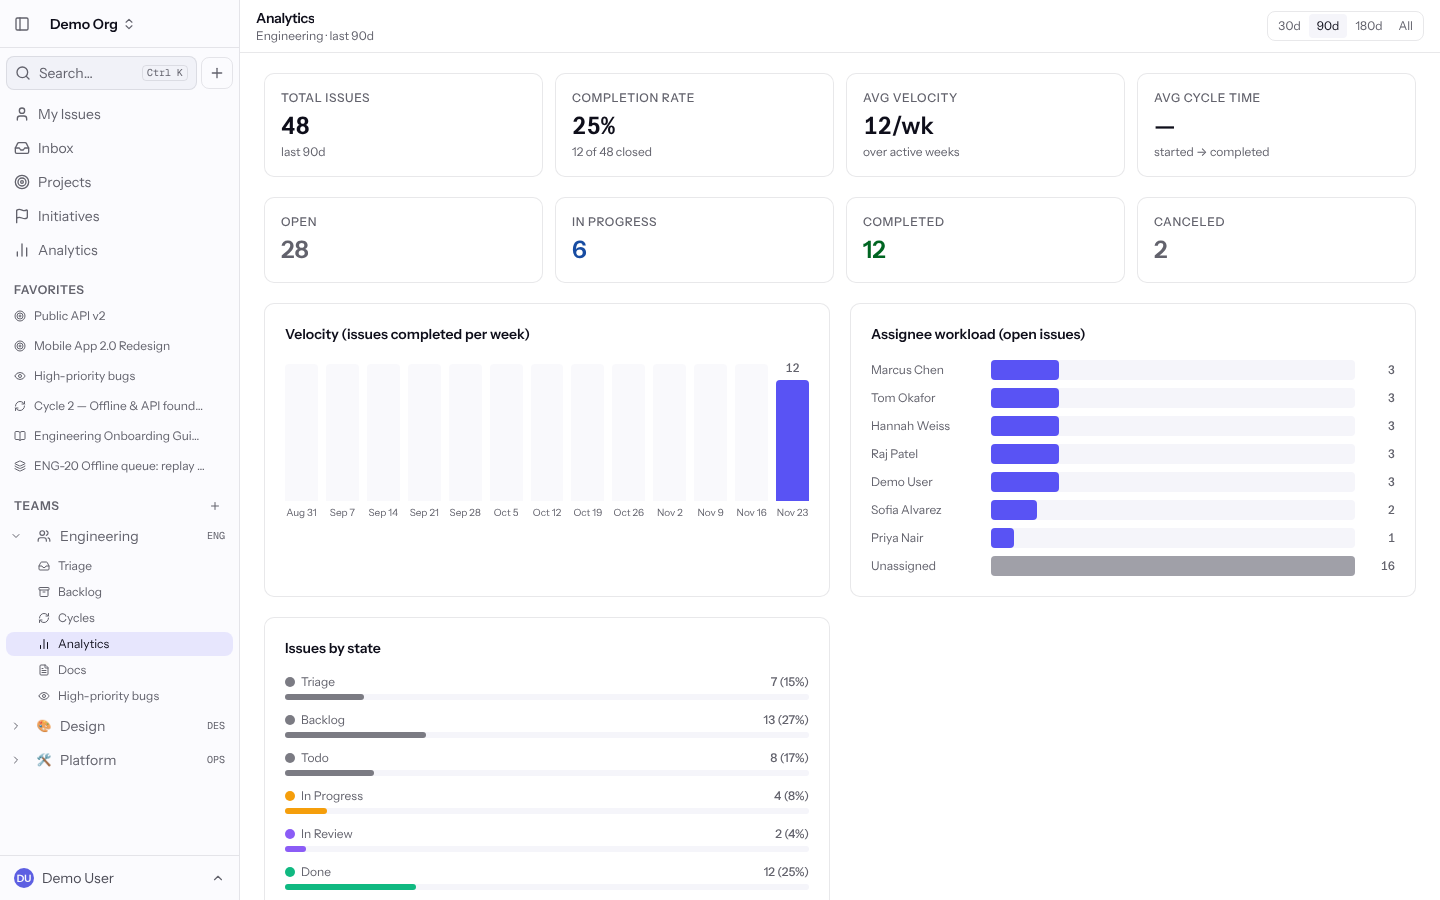 Demo Org
Search...
Ctrl K
My Issues
Inbox
Projects
Initiatives
Analytics
FAVORITES
Public API v2
Mobile App 2.0 Redesign
High-priority bugs
Cycle 2 — Offline & API found...
Engineering Onboarding Gui...
ENG-20 Offline queue: replay ...
TEAMS
Engineering ENG
Triage
Backlog
Cycles
Analytics
Docs
High-priority bugs
Design DES
Platform OPS
DU Demo User
Analytics
Engineering · last 90d
30d 90d 180d All
TOTAL ISSUES
48
last 90d
COMPLETION RATE
25%
12 of 48 closed
AVG VELOCITY
12/wk
over active weeks
AVG CYCLE TIME
—
started → completed
OPEN
28
IN PROGRESS
6
COMPLETED
12
CANCELED
2
Velocity (issues completed per week)
12
Aug 31 Sep 7 Sep 14 Sep 21 Sep 28 Oct 5 Oct 12 Oct 19 Oct 26 Nov 2 Nov 9 Nov 16 Nov 23
Assignee workload (open issues)
Marcus Chen 3
Tom Okafor 3
Hannah Weiss 3
Raj Patel 3
Demo User 3
Sofia Alvarez 2
Priya Nair 1
Unassigned 16
Issues by state
Triage 7 (15%)
Backlog 13 (27%)
Todo 8 (17%)
In Progress 4 (8%)
In Review 2 (4%)
Done 12 (25%)